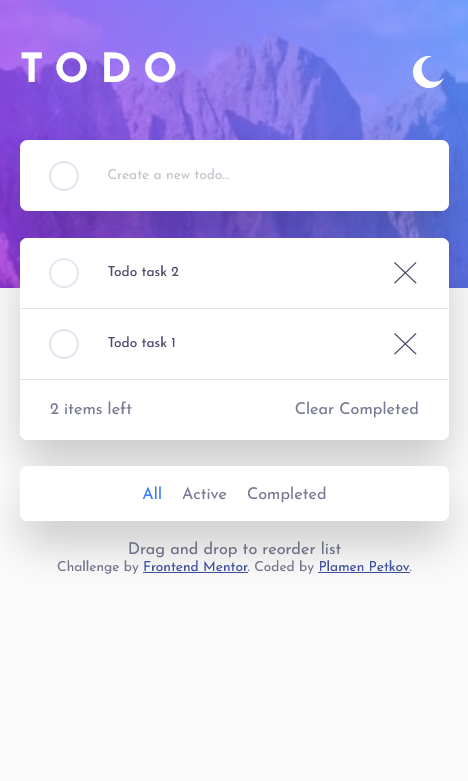 TODO
Create a new todo...
Todo task 2
Todo task 1
2 items left Clear Completed
All Active Completed
Drag and drop to reorder list
Challenge by Frontend Mentor. Coded by Plamen Petkov.